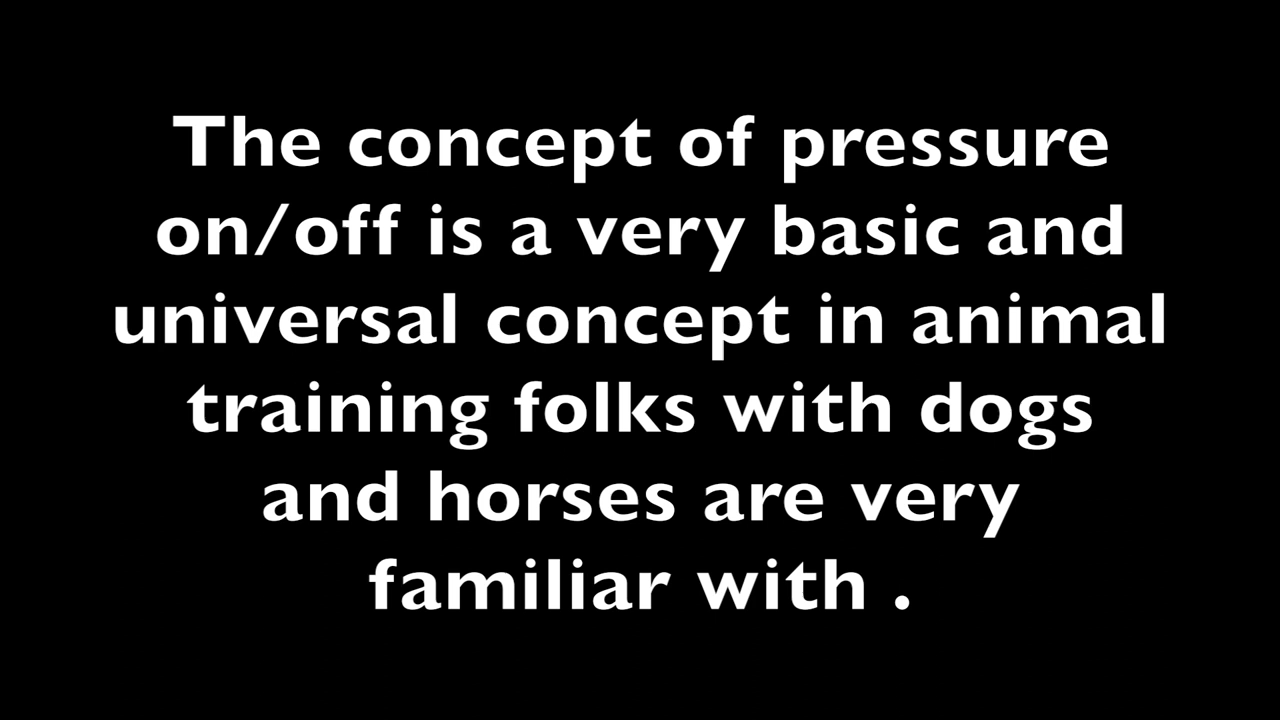 The concept of pressure
on/off is a very basic and
universal concept in animal
training folks with dogs
and horses are very
familiar with .